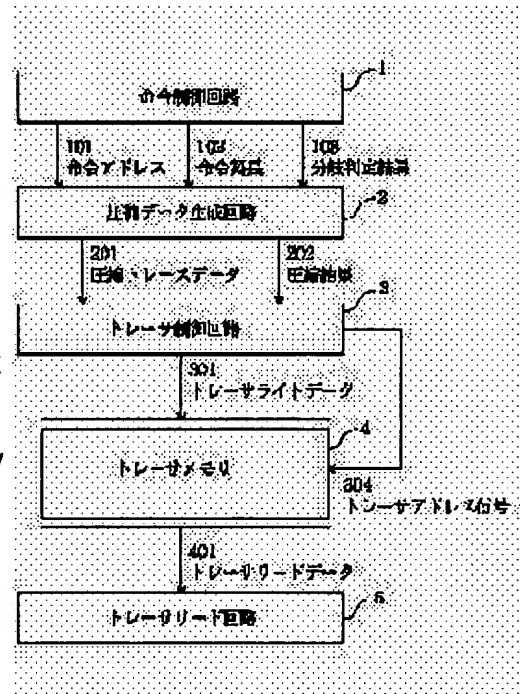 1
命令制御回路
101
命令アドレス
102
命令語長
103
分岐判定結果
2
圧縮データ生成回路
201
圧縮トレースデータ
202
圧縮結果
3
トレーサ制御回路
301
トレーサライトデータ
4
トレーサメモリ
304
トレーサアドレス信号
401
トレーサリードデータ
5
トレーサリード回路